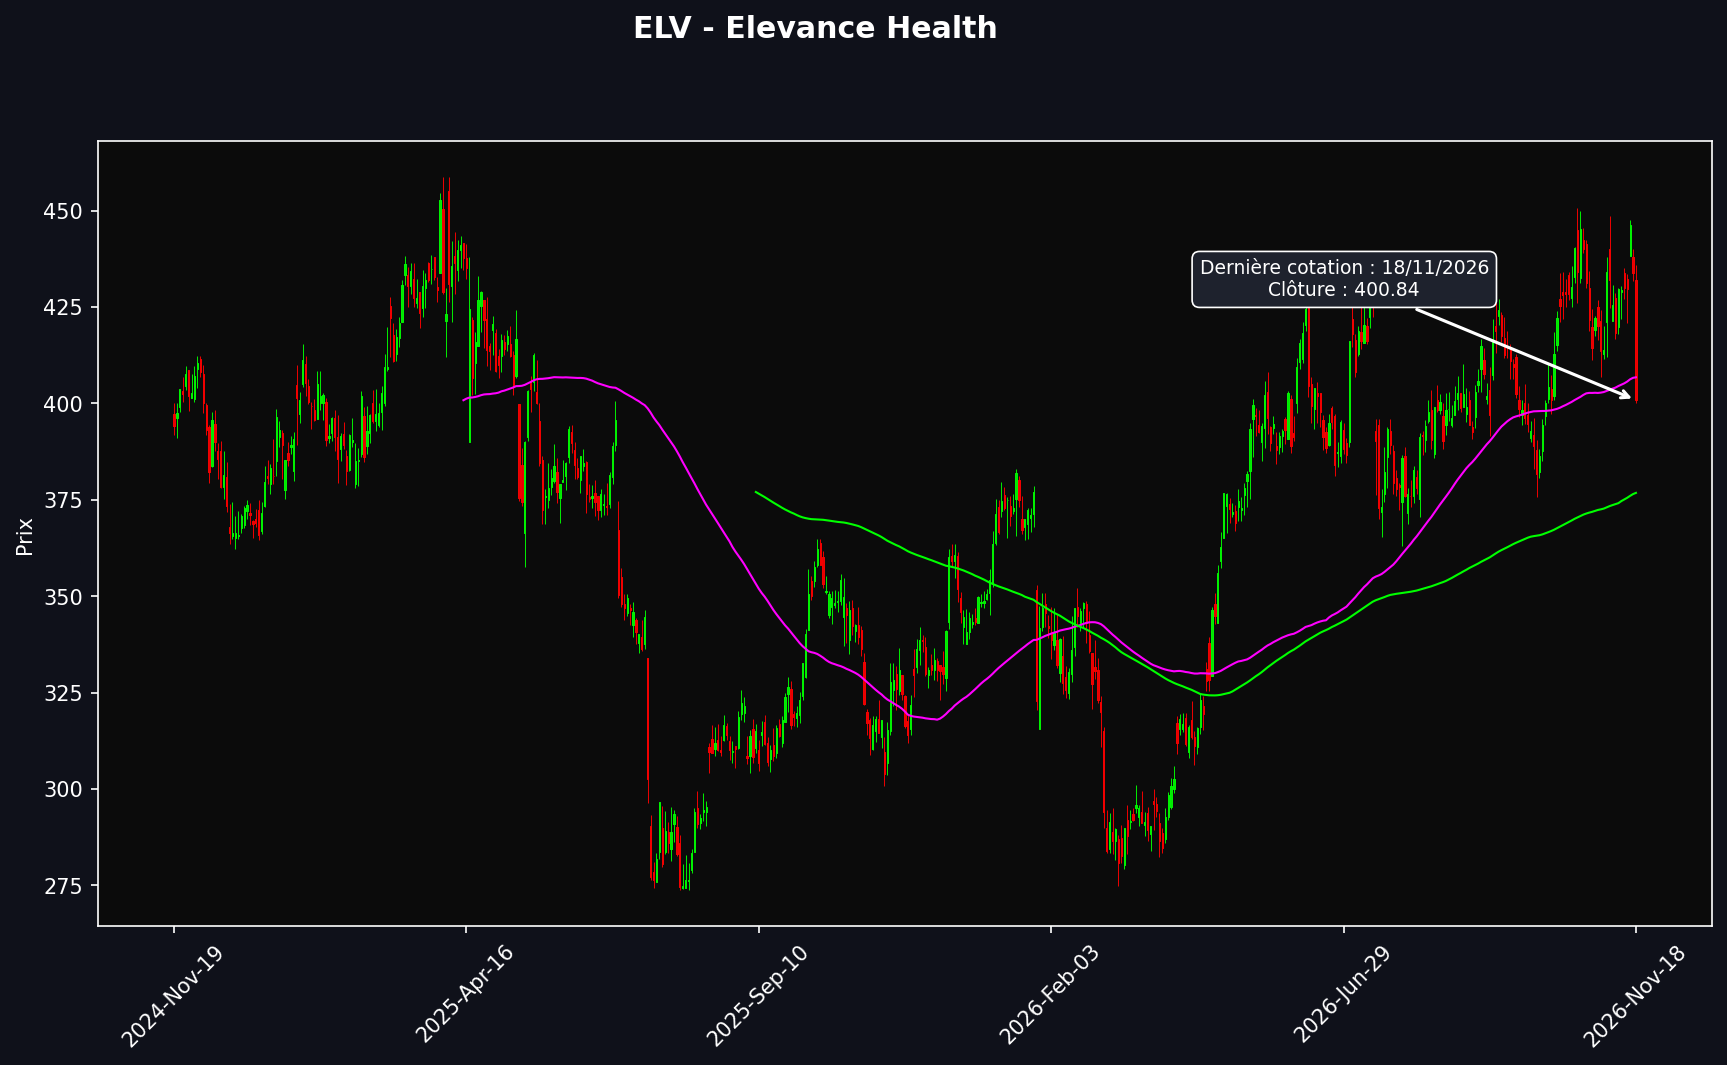 ELV - Elevance Health
Dernière cotation : 18/11/2026
Clôture : 400.84
Prix
450
425
400
375
350
325
300
275
2024-Nov-19
2025-Apr-16
2025-Sep-10
2026-Feb-03
2026-Jun-29
2026-Nov-18